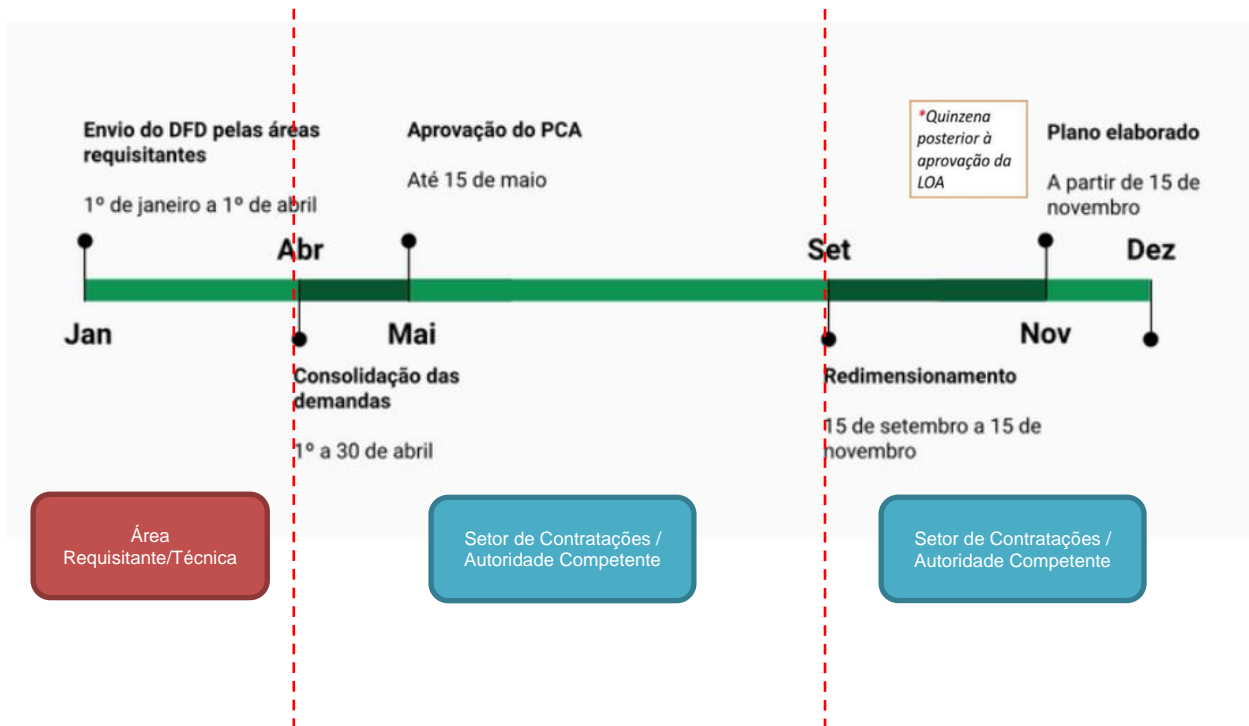 Envio do DFD pelas áreas
requisitantes
1º de janeiro a 1º de abril
Aprovação do PCA
Até 15 de maio
*Quinzena
posterior à
aprovação da
LOA
Plano elaborado
A partir de 15 de
novembro
Abr
Set
Dez
Jan
Mai
Nov
Consolidação das
demandas
1º a 30 de abril
Redimensionamento
15 de setembro a 15 de
novembro
Área
Requisitante/Técnica
Setor de Contratações /
Autoridade Competente
Setor de Contratações /
Autoridade Competente